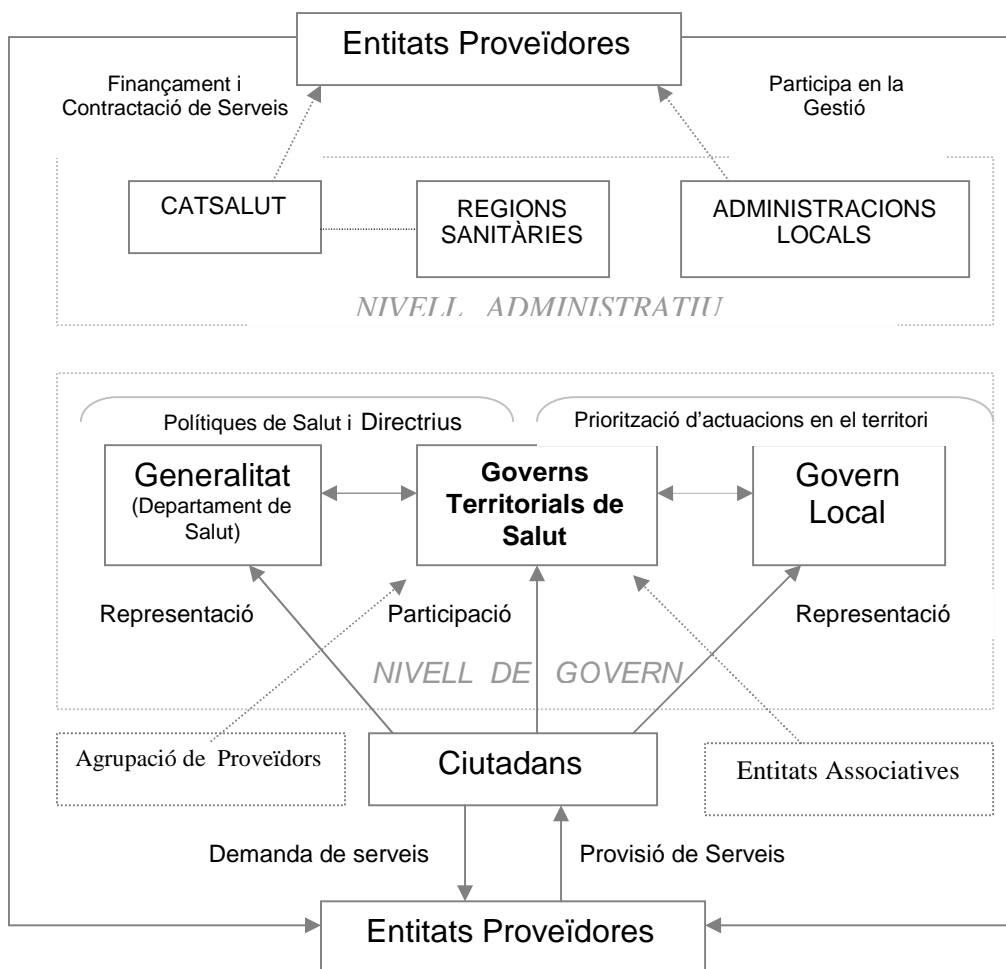 Entitats Proveïdores
Finançament i
Contractació de Serveis
Participa en la
Gestió
CATSALUT
REGIONS
SANITÀRIES
ADMINISTRACIONS
LOCALS
NIVELL ADMINISTRATIU
Polítiques de Salut i Directrius
Priorització d'actuacions en el territori
Generalitat
(Departament de
Salut)
Governs
Territorials de
Salut
Govern
Local
Representació
Participació
Representació
NIVELL DE GOVERN
Agrupació de Proveïdors
Ciutadans
Entitats Associatives
Demanda de serveis
Provisió de Serveis
Entitats Proveïdores